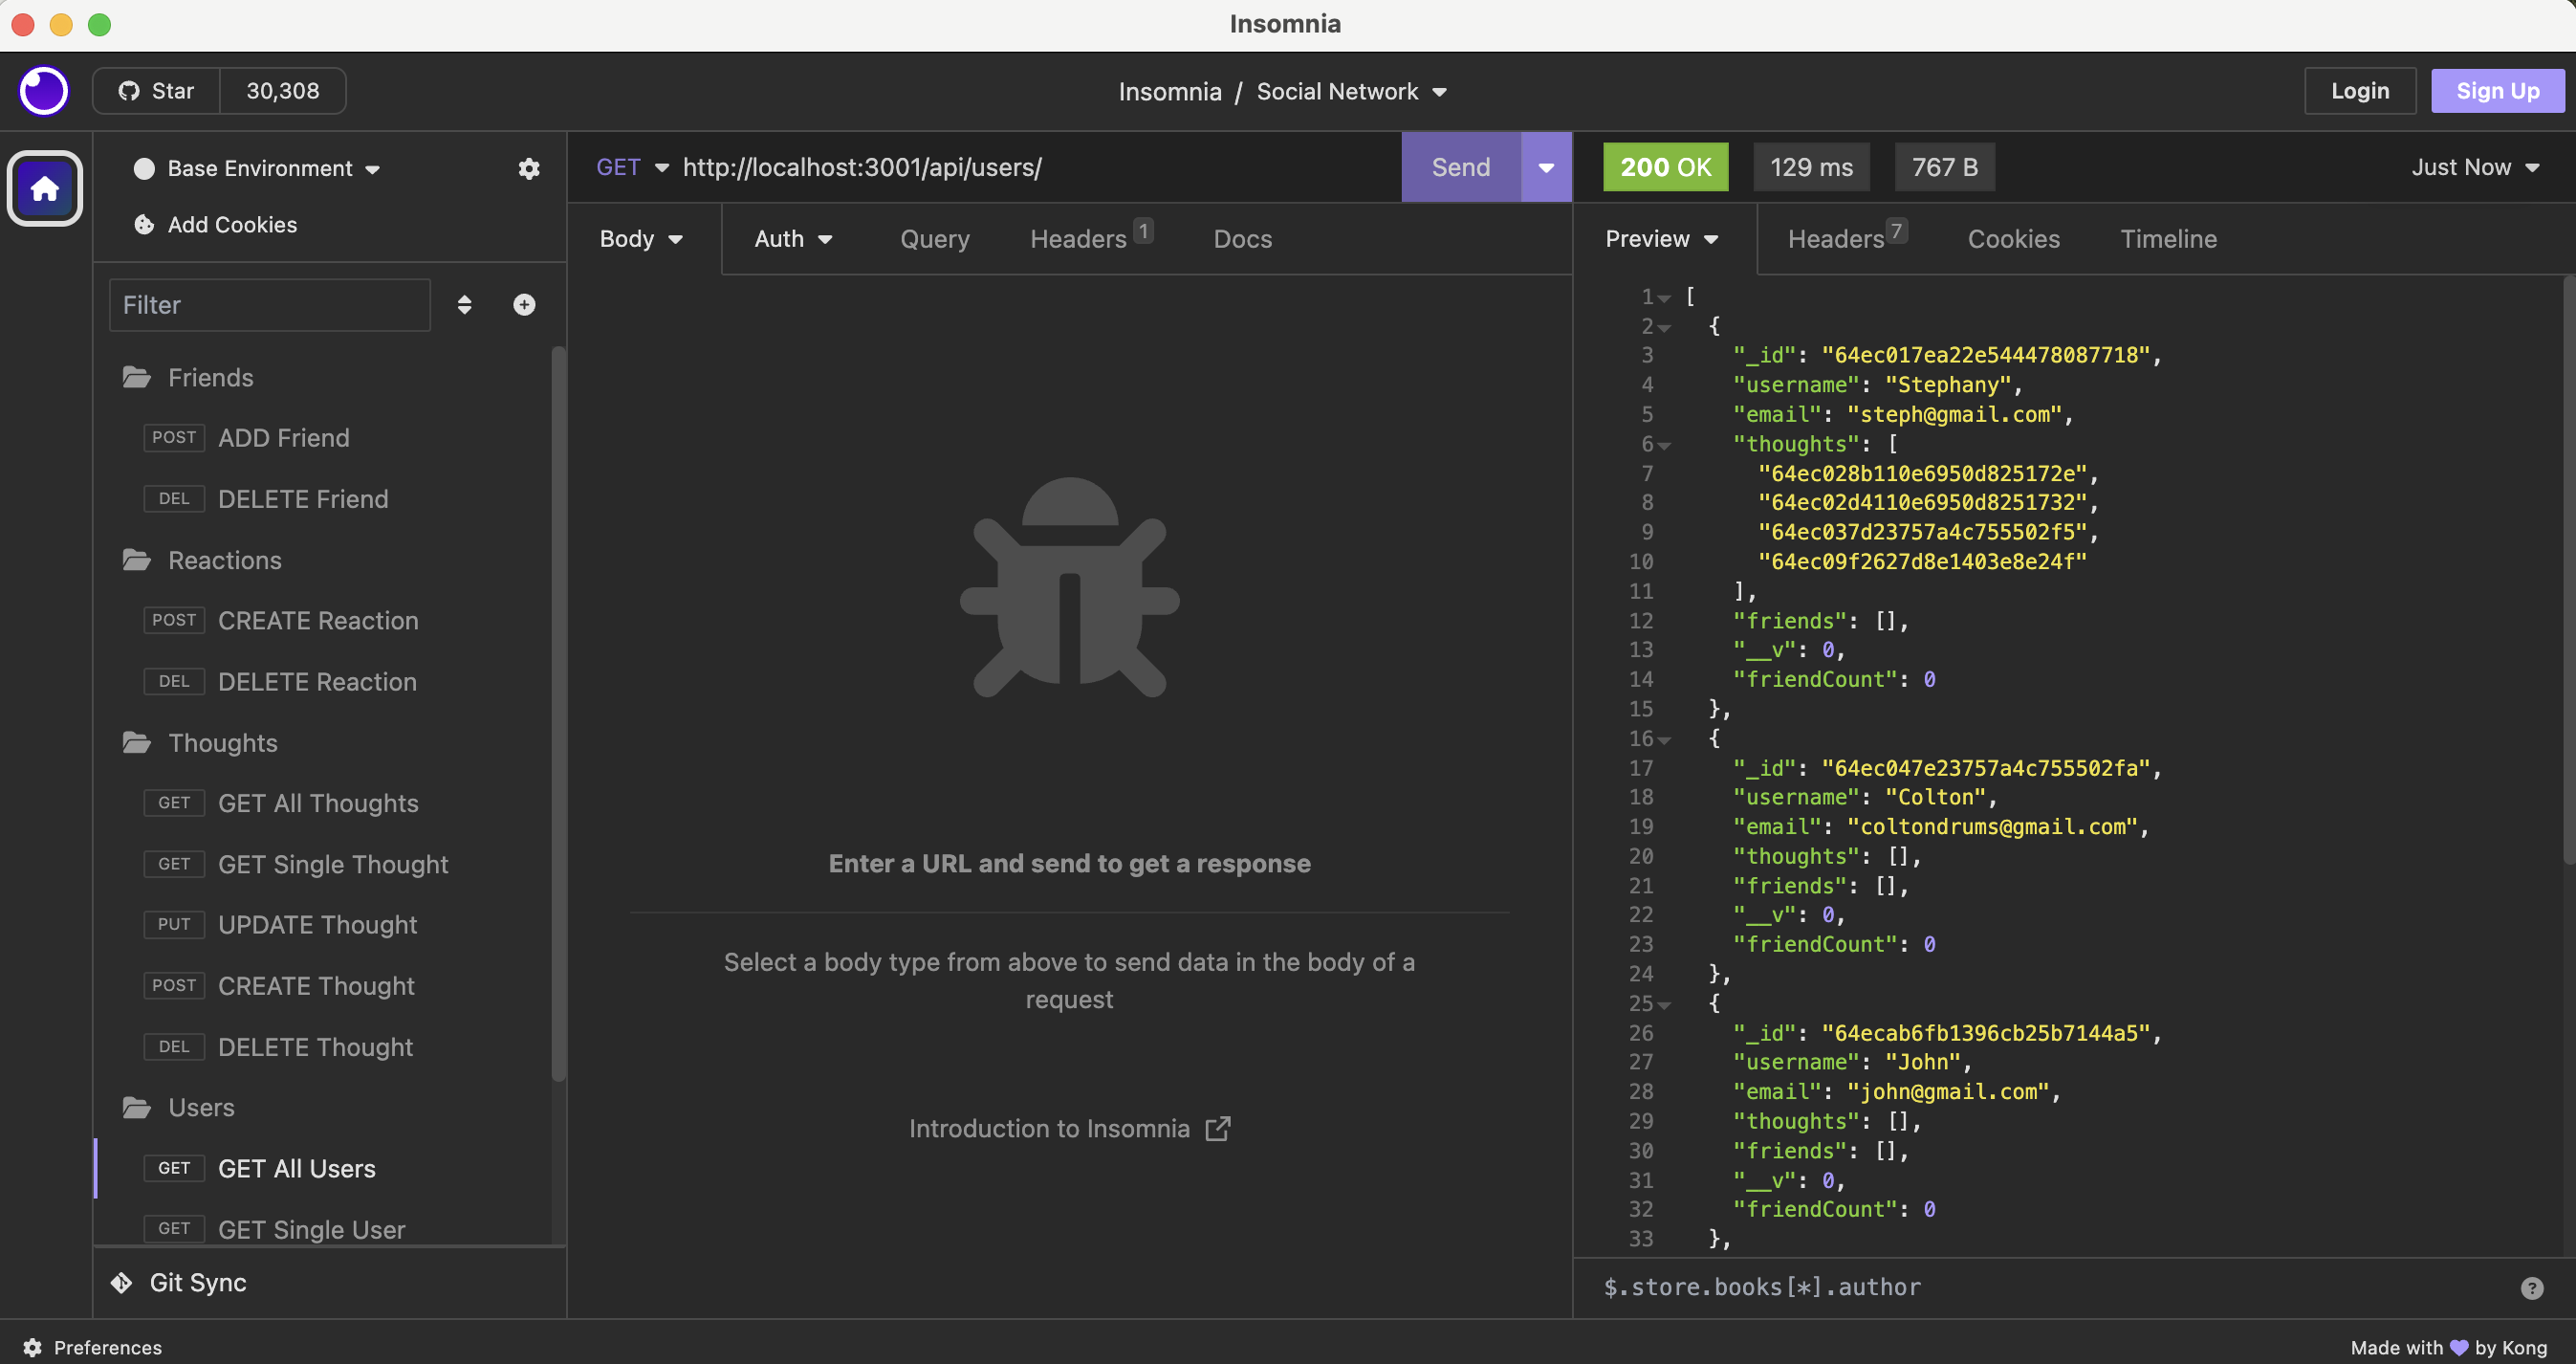 Insomnia
Star 30,308
Insomnia / Social Network
Login Sign Up
Base Environment
Add Cookies
Filter
Friends
POST ADD Friend
DEL DELETE Friend
Reactions
POST CREATE Reaction
DEL DELETE Reaction
Thoughts
GET GET All Thoughts
GET GET Single Thought
PUT UPDATE Thought
POST CREATE Thought
DEL DELETE Thought
Users
GET GET All Users
GET GET Single User
Git Sync
Preferences
GET http://localhost:3001/api/users/ Send
Body Auth Query Headers 1 Docs
Enter a URL and send to get a response
Select a body type from above to send data in the body of a
request
Introduction to Insomnia
200 OK 129 ms 767 B Just Now
Preview Headers 7 Cookies Timeline
1 [
2 {
3 "_id": "64ec017ea22e544478087718",
4 "username": "Stephany",
5 "email": "steph@gmail.com",
6 "thoughts": [
7 "64ec028b110e6950d825172e",
8 "64ec02d4110e6950d8251732",
9 "64ec037d23757a4c755502f5",
10 "64ec09f2627d8e1403e8e24f"
11 ],
12 "friends": [],
13 "__v": 0,
14 "friendCount": 0
15 },
16 {
17 "_id": "64ec047e23757a4c755502fa",
18 "username": "Colton",
19 "email": "coltondrums@gmail.com",
20 "thoughts": [],
21 "friends": [],
22 "__v": 0,
23 "friendCount": 0
24 },
25 {
26 "_id": "64ecab6fb1396cb25b7144a5",
27 "username": "John",
28 "email": "john@gmail.com",
29 "thoughts": [],
30 "friends": [],
31 "__v": 0,
32 "friendCount": 0
33 },
$.store.books[*].author
Made with 💜 by Kong